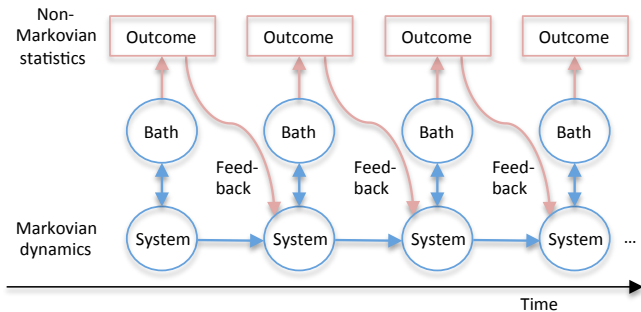 Non-
Markovian
statistics
Outcome
Outcome
Outcome
Outcome
Bath
Bath
Bath
Bath
Feed-
back
Feed-
back
Feed-
back
Markovian
dynamics
System
System
System
System
...
Time